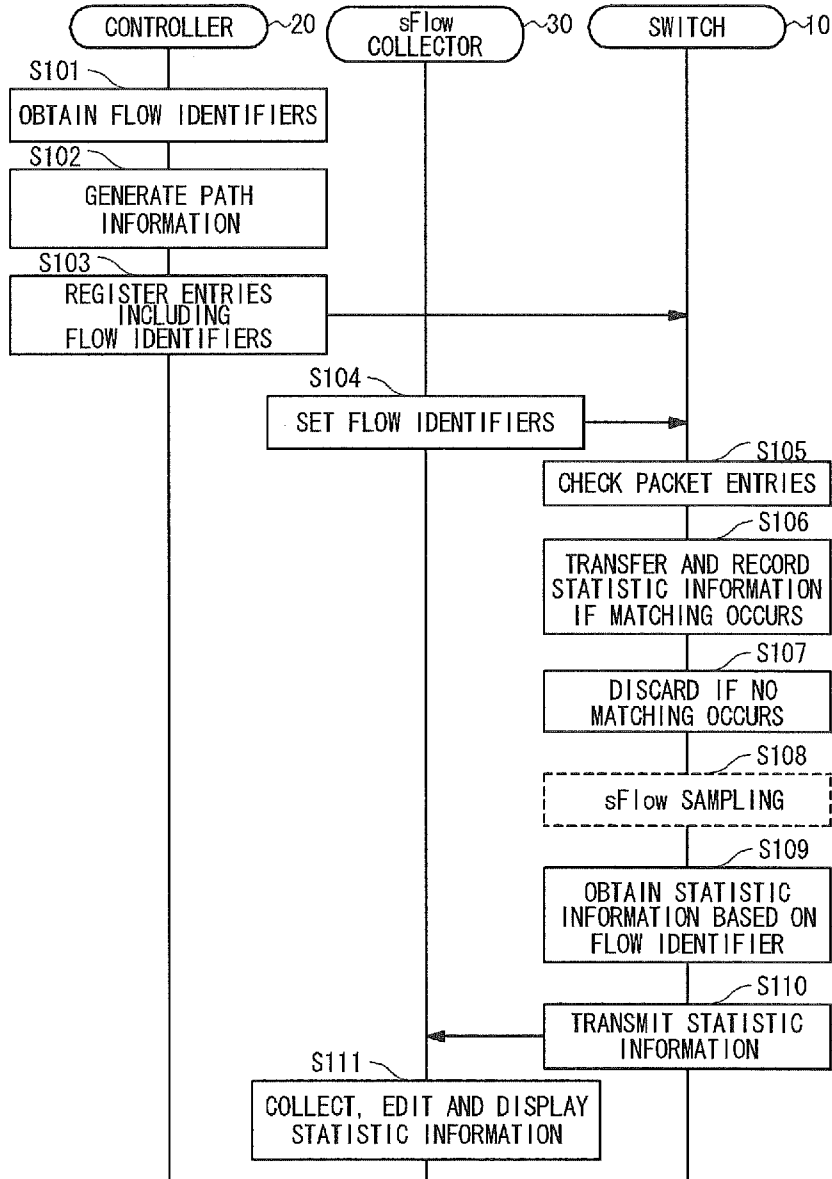 CONTROLLER 20
sFlow
COLLECTOR 30
SWITCH 10
S101
OBTAIN FLOW IDENTIFIERS
S102
GENERATE PATH
INFORMATION
S103
REGISTER ENTRIES
INCLUDING
FLOW IDENTIFIERS
S104
SET FLOW IDENTIFIERS
S105
CHECK PACKET ENTRIES
S106
TRANSFER AND RECORD
STATISTIC INFORMATION
IF MATCHING OCCURS
S107
DISCARD IF NO
MATCHING OCCURS
S108
sFlow SAMPLING
S109
OBTAIN STATISTIC
INFORMATION BASED ON
FLOW IDENTIFIER
S110
TRANSMIT STATISTIC
INFORMATION
S111
COLLECT, EDIT AND DISPLAY
STATISTIC INFORMATION